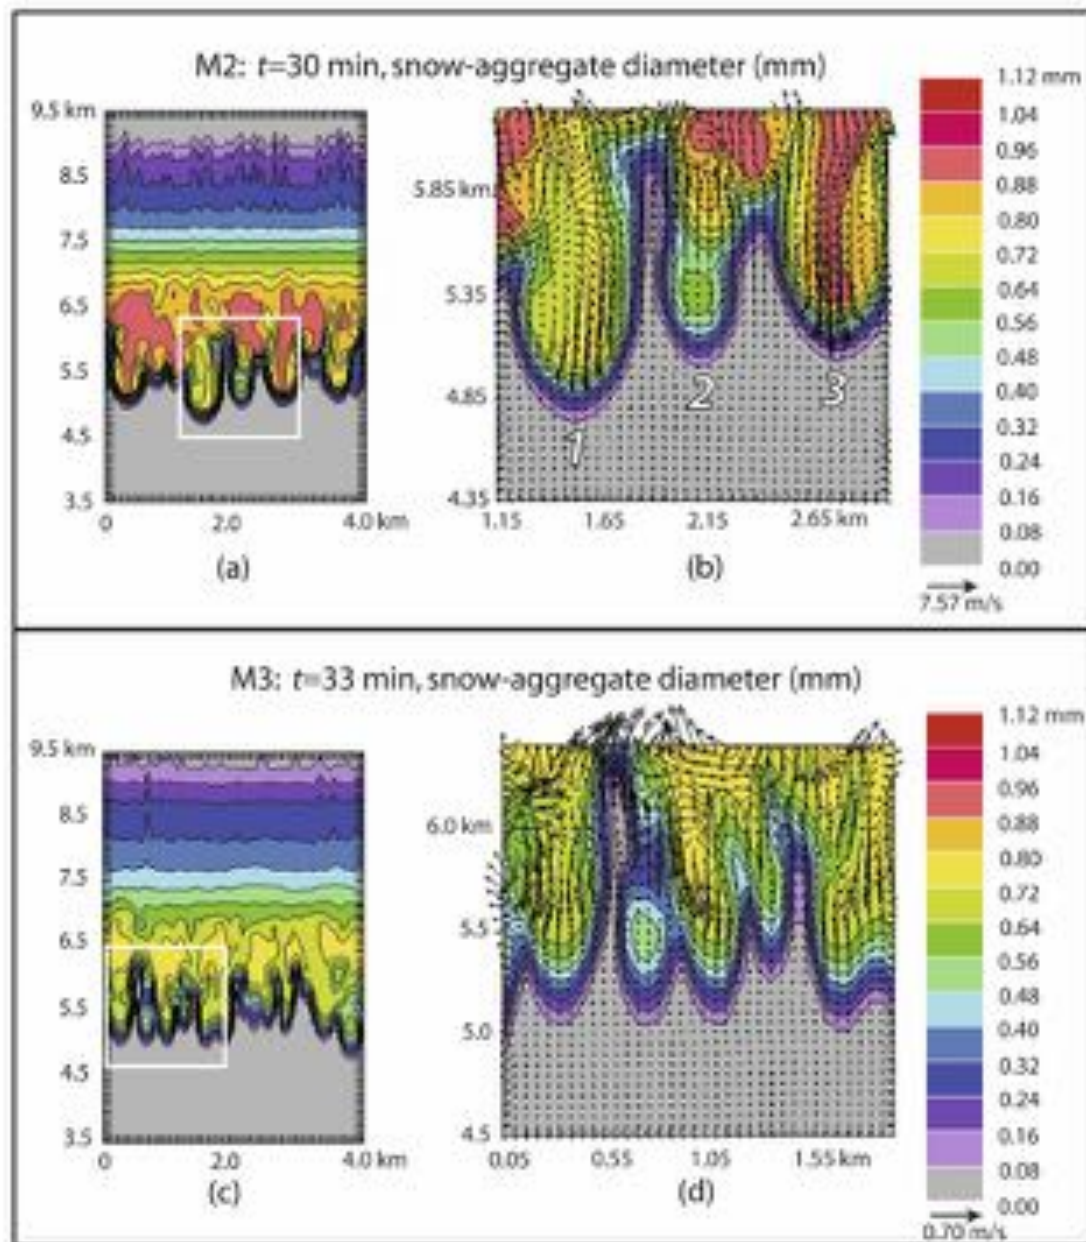 M2: t=30 min, snow-aggregate diameter (mm)
9.5 km
8.5
7.5
6.5
5.5
4.5
3.5
0 2.0 4.0 km
(a)
5.85 km
5.35
4.85
4.35
1.15 1.65 2.15 2.65 km
1 2 3
(b)
1.12 mm
1.04
0.96
0.88
0.80
0.72
0.64
0.56
0.48
0.40
0.32
0.24
0.16
0.08
0.00
7.57 m/s
M3: t=33 min, snow-aggregate diameter (mm)
9.5 km
8.5
7.5
6.5
5.5
4.5
3.5
0 2.0 4.0 km
(c)
6.0 km
5.5
5.0
4.5
0.05 0.55 1.05 1.55 km
(d)
1.12 mm
1.04
0.96
0.88
0.80
0.72
0.64
0.56
0.48
0.40
0.32
0.24
0.16
0.08
0.00
0.70 m/s